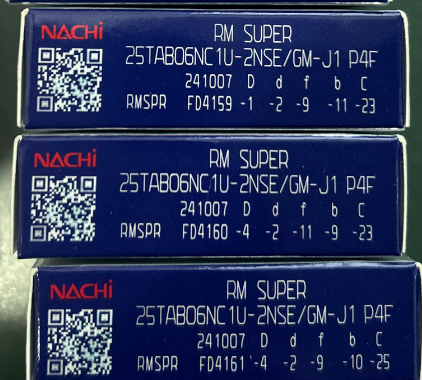 NACHi RM SUPER
25TAB06NC1U-2NSE/GM-J1 P4F
241007 D d f b C
RMSPR FD4159 -1 -2 -9 -11 -23
NACHi RM SUPER
25TAB06NC1U-2NSE/GM-J1 P4F
241007 D d f b C
RMSPR FD4160 -4 -2 -11 -9 -23
NACHi RM SUPER
25TAB06NC1U-2NSE/GM-J1 P4F
241007 D d f b C
RMSPR FD4161 -4 -2 -9 -10 -25